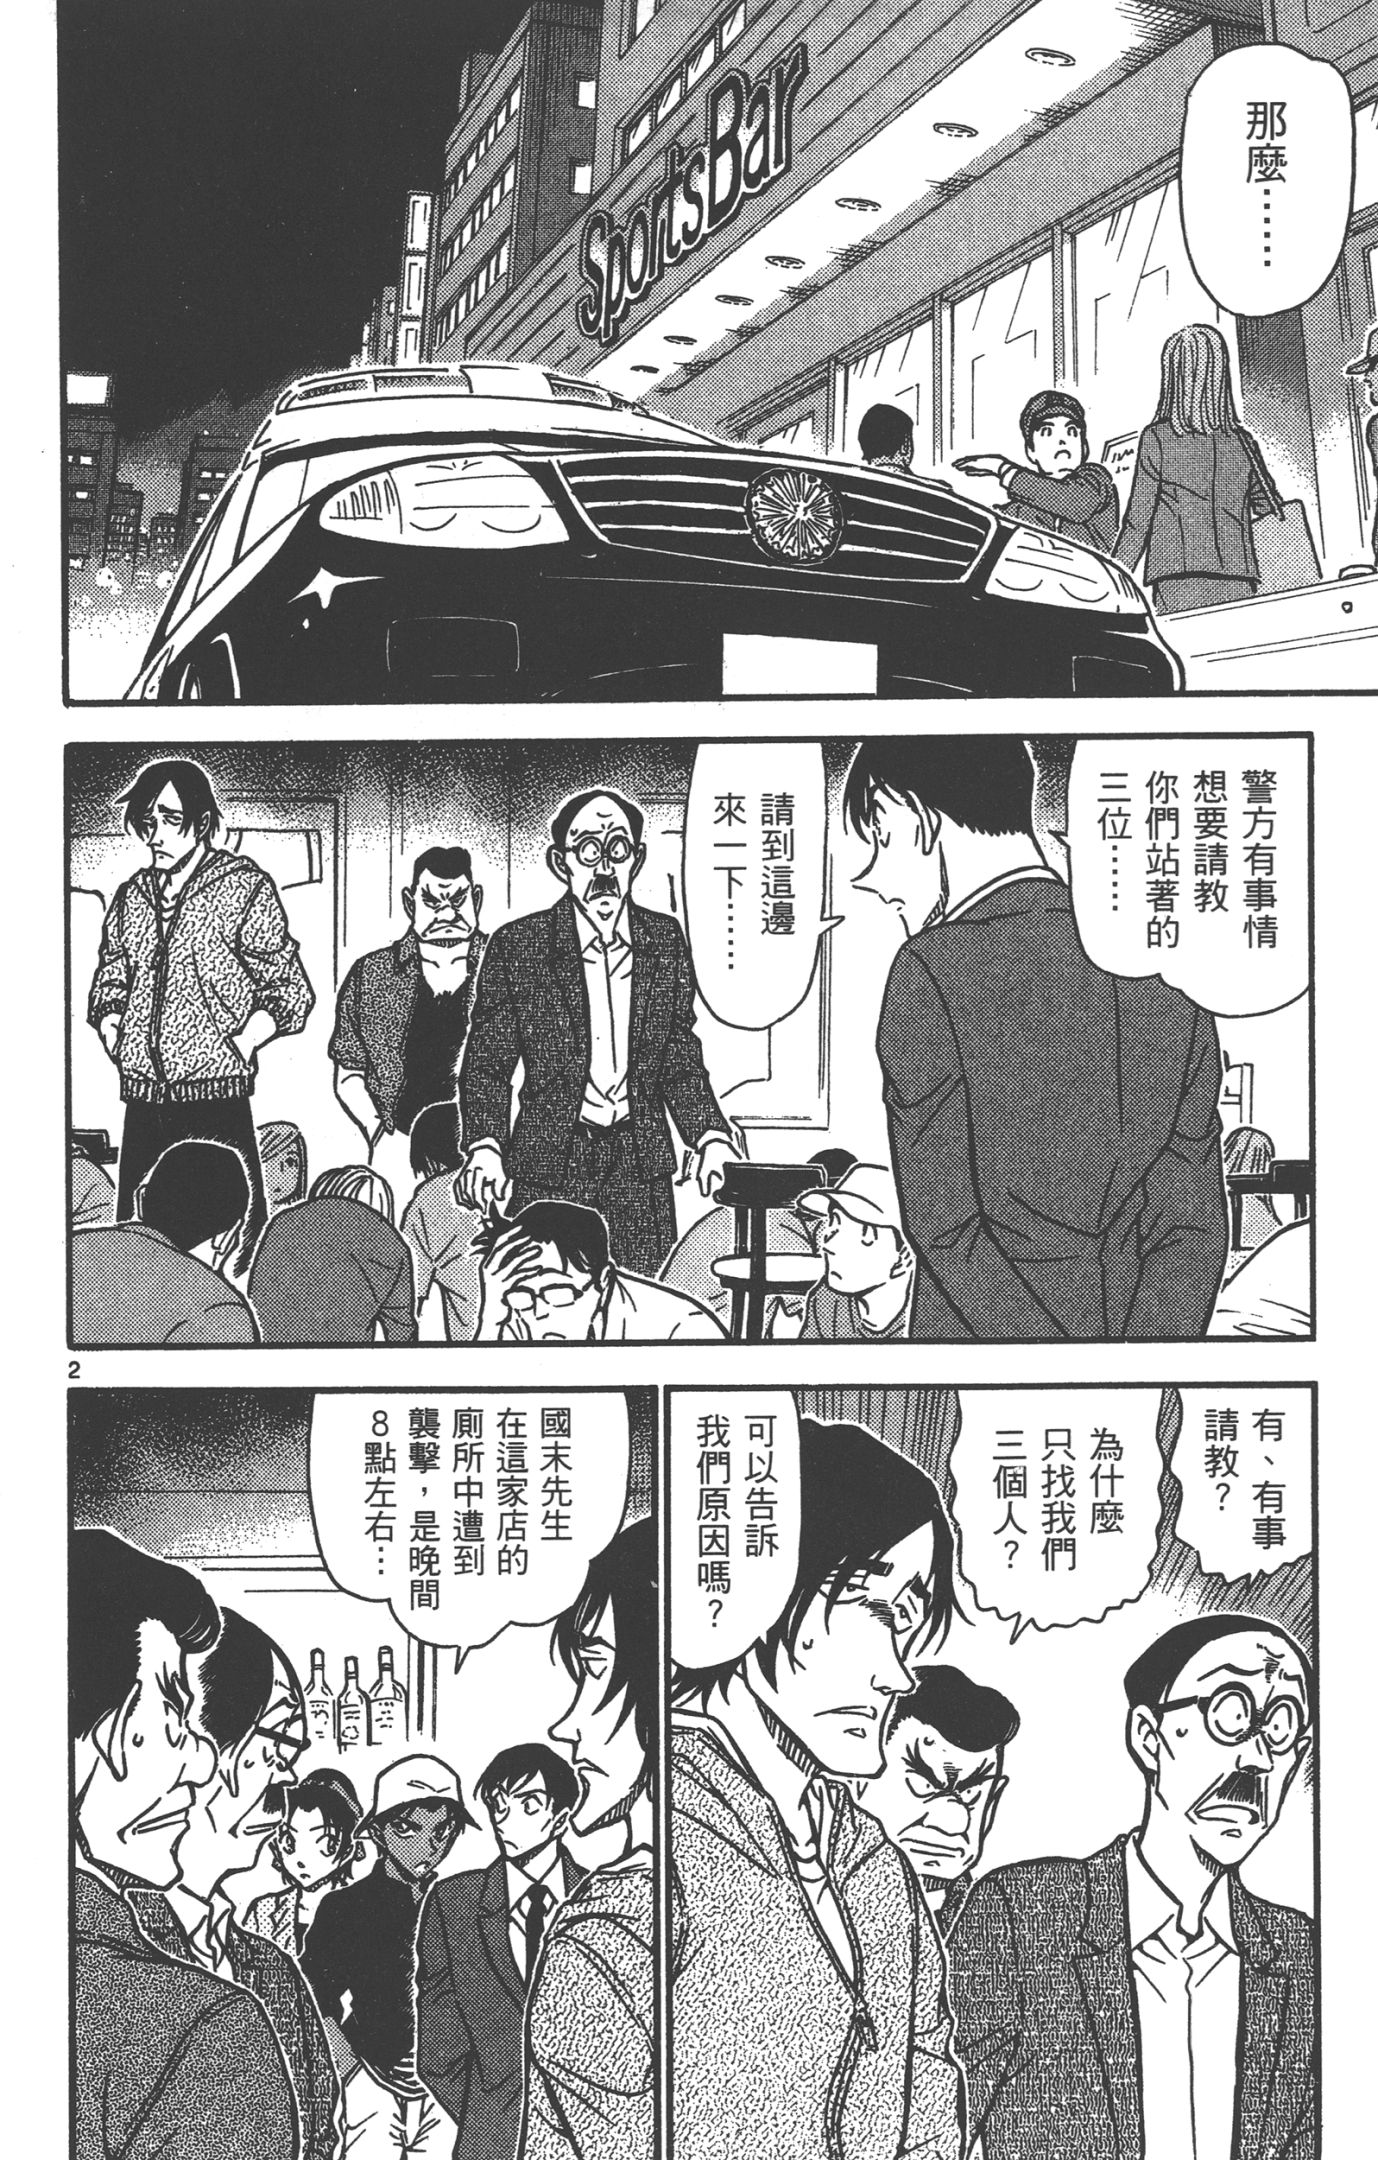 那麼……
SportsBar
警方有事情
想要請教
你們站著的
三位……
請到這邊
來一下……
2
有、有事
請教？
為什麼
只找我們
三個人？
可以告訴
我們原因嗎？
國末先生
在這家店的
廁所中遭到
襲擊，是晚間
8點左右…